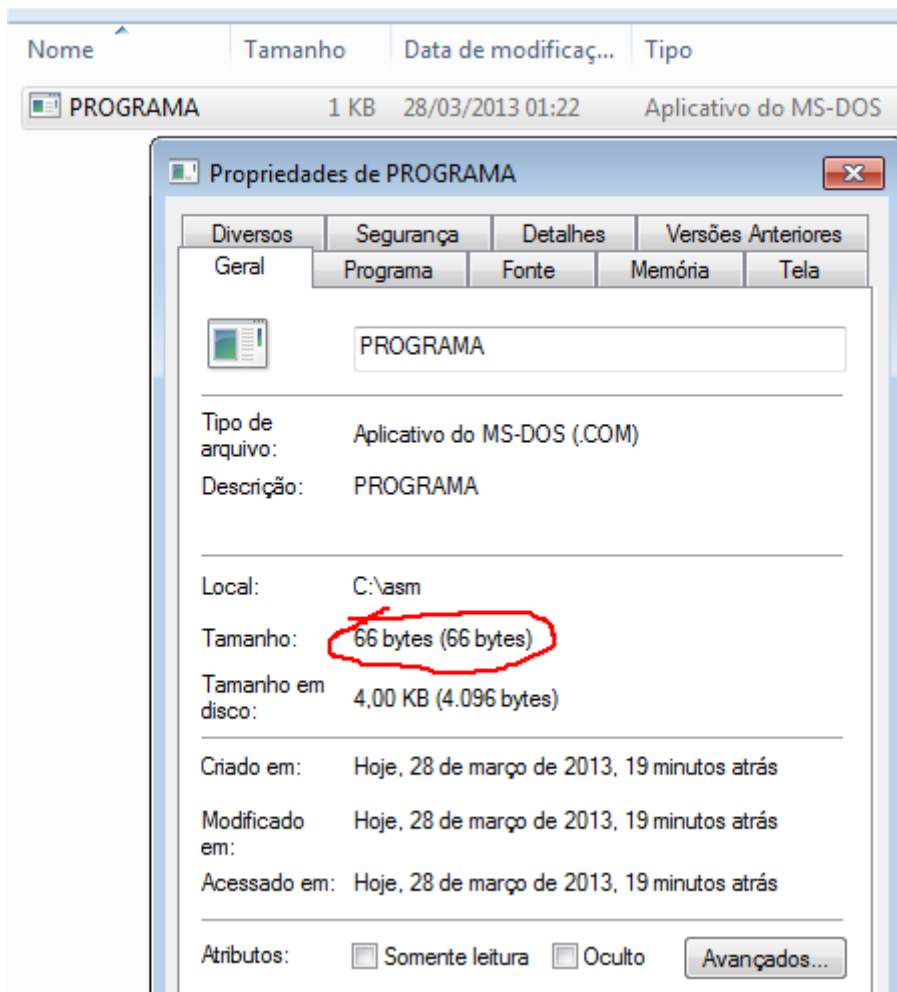 Nome Tamanho Data de modificaç... Tipo
PROGRAMA 1 KB 28/03/2013 01:22 Aplicativo do MS-DOS
Propriedades de PROGRAMA
Diversos Segurança Detalhes Versões Anteriores
Geral Programa Fonte Memória Tela
PROGRAMA
Tipo de
arquivo: Aplicativo do MS-DOS (.COM)
Descrição: PROGRAMA
Local: C:\asm
Tamanho: 66 bytes (66 bytes)
Tamanho em
disco: 4,00 KB (4.096 bytes)
Criado em: Hoje, 28 de março de 2013, 19 minutos atrás
Modificado
em: Hoje, 28 de março de 2013, 19 minutos atrás
Acessado em: Hoje, 28 de março de 2013, 19 minutos atrás
Atributos: Somente leitura Oculto Avançados...